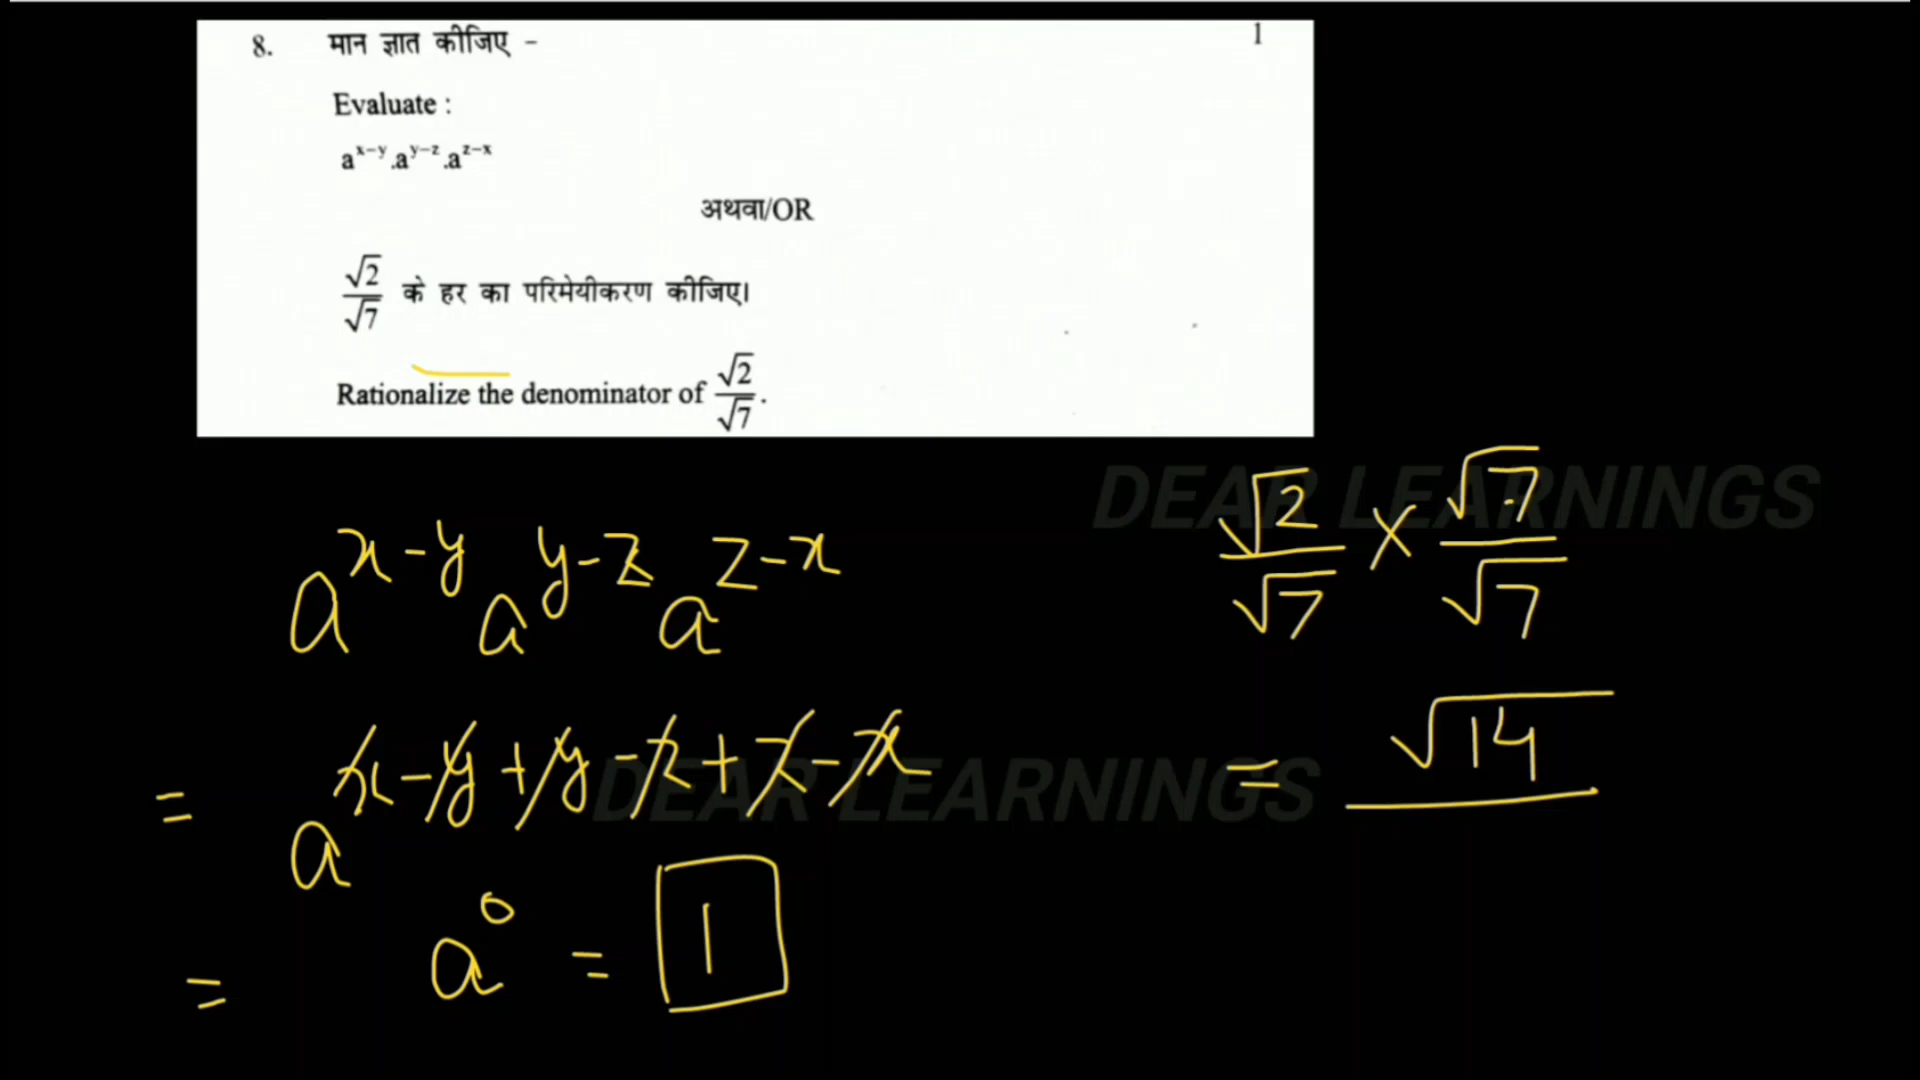 8. मान ज्ञात कीजिए - 1
Evaluate :
a^{x-y}.a^{y-z}.a^{z-x}
अथवा/OR
√2/√7 के हर का परिमेयीकरण कीजिए।
Rationalize the denominator of √2/√7.
DEAR LEARNINGS
a^{x-y} a^{y-z} a^{z-x}
√2/√7 × √7/√7
= a^{x-y+y-z+z-x}
= √14
DEAR LEARNINGS
= a^0 = 1